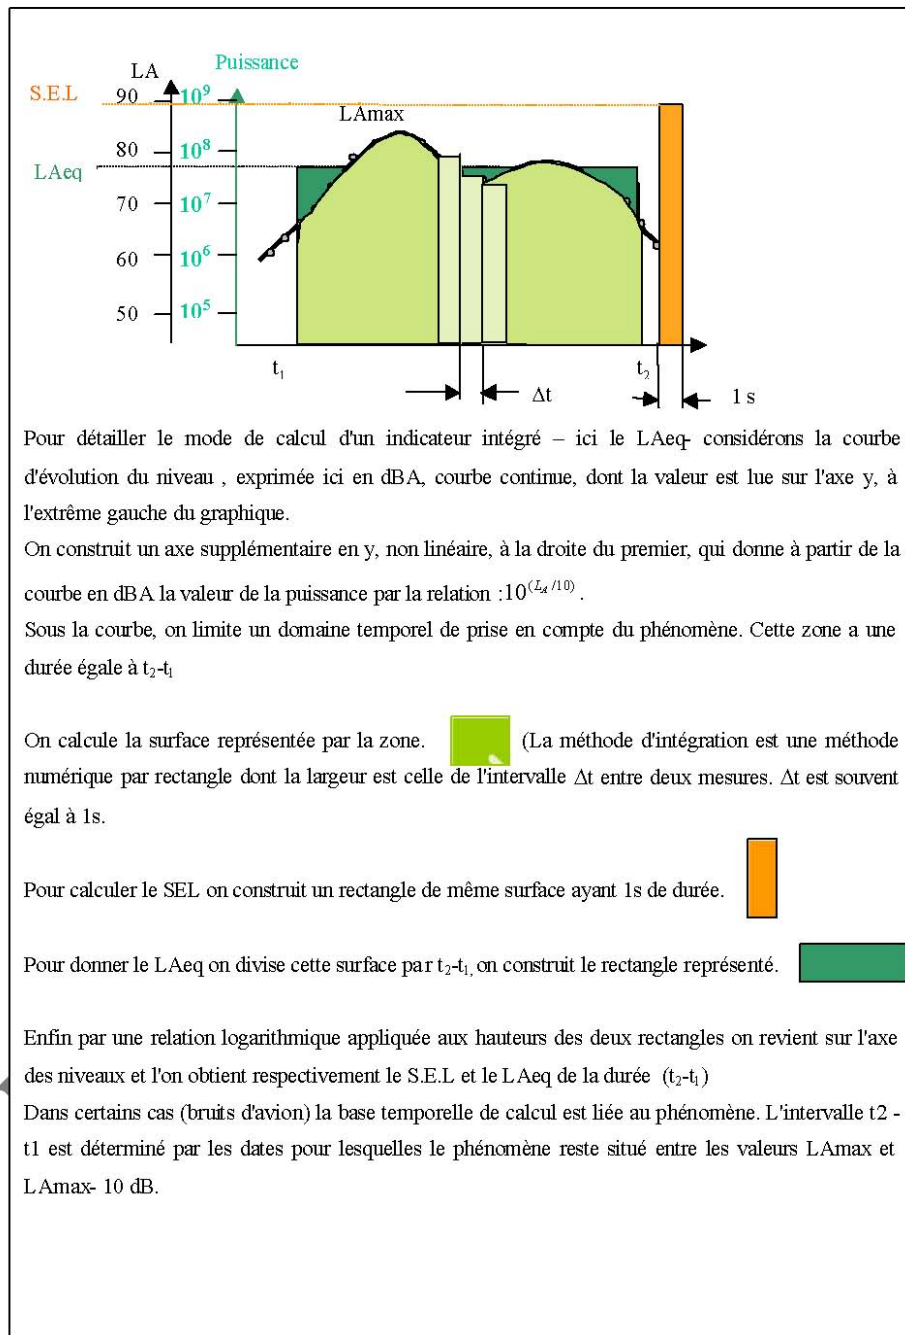 Puissance
LA
S.E.L
90
10⁹
LAmax
80
10⁸
LAeq
70
10⁷
60
10⁶
50
10⁵
t₁
t₂
Δt
1 s
Pour détailler le mode de calcul d'un indicateur intégré – ici le LAeq- considérons la courbe
d'évolution du niveau , exprimée ici en dBA, courbe continue, dont la valeur est lue sur l'axe y, à
l'extrême gauche du graphique.
On construit un axe supplémentaire en y, non linéaire, à la droite du premier, qui donne à partir de la
courbe en dBA la valeur de la puissance par la relation :10^(L_A /10) .
Sous la courbe, on limite un domaine temporel de prise en compte du phénomène. Cette zone a une
durée égale à t₂-t₁
On calcule la surface représentée par la zone. (La méthode d'intégration est une méthode
numérique par rectangle dont la largeur est celle de l'intervalle Δt entre deux mesures. Δt est souvent
égal à 1s.
Pour calculer le SEL on construit un rectangle de même surface ayant 1s de durée.
Pour donner le LAeq on divise cette surface par t₂-t₁, on construit le rectangle représenté.
Enfin par une relation logarithmique appliquée aux hauteurs des deux rectangles on revient sur l'axe
des niveaux et l'on obtient respectivement le S.E.L et le LAeq de la durée (t₂-t₁)
Dans certains cas (bruits d'avion) la base temporelle de calcul est liée au phénomène. L'intervalle t2 -
t1 est déterminé par les dates pour lesquelles le phénomène reste situé entre les valeurs LAmax et
LAmax- 10 dB.